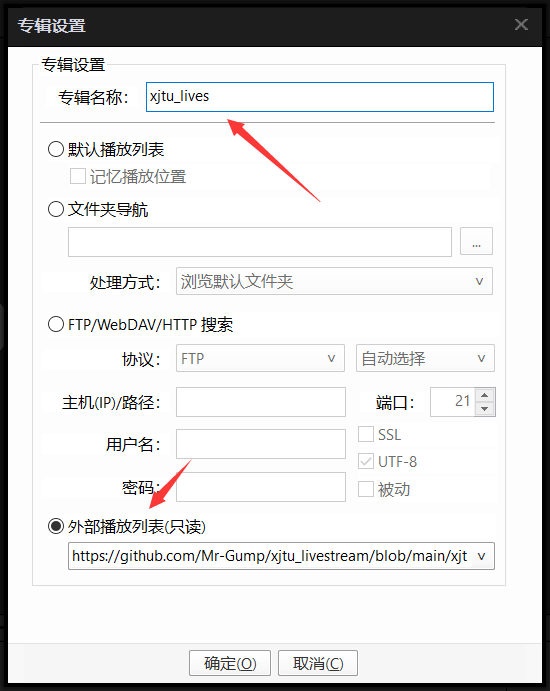 专辑设置
专辑设置
专辑名称： xjtu_lives
默认播放列表
记忆播放位置
文件夹导航
...
处理方式： 浏览默认文件夹
FTP/WebDAV/HTTP 搜索
协议： FTP 自动选择
主机(IP)/路径： 端口： 21
用户名： SSL
UTF-8
密码： 被动
外部播放列表(只读)
https://github.com/Mr-Gump/xjtu_livestream/blob/main/xjt
确定(O) 取消(C)